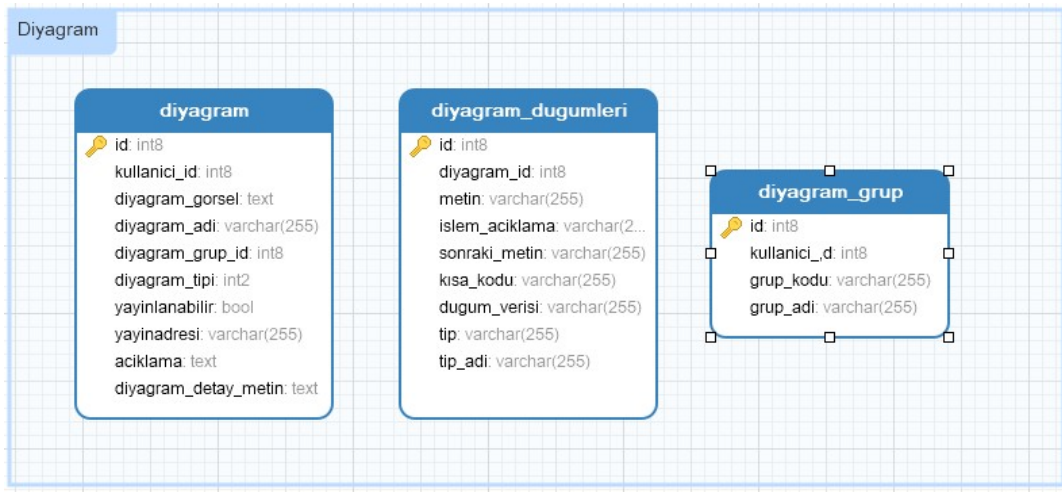 Diyagram
diyagram
id: int8
kullanici_id: int8
diyagram_gorsel: text
diyagram_adi: varchar(255)
diyagram_grup_id: int8
diyagram_tipi: int2
yayinlanabilir: bool
yayinadresi: varchar(255)
aciklama: text
diyagram_detay_metin: text
diyagram_dugumleri
id: int8
diyagram_id: int8
metin: varchar(255)
islem_aciklama: varchar(2...
sonraki_metin: varchar(255)
kısa_kodu: varchar(255)
dugum_verisi: varchar(255)
tip: varchar(255)
tip_adi: varchar(255)
diyagram_grup
id: int8
kullanici_,d: int8
grup_kodu: varchar(255)
grup_adi: varchar(255)